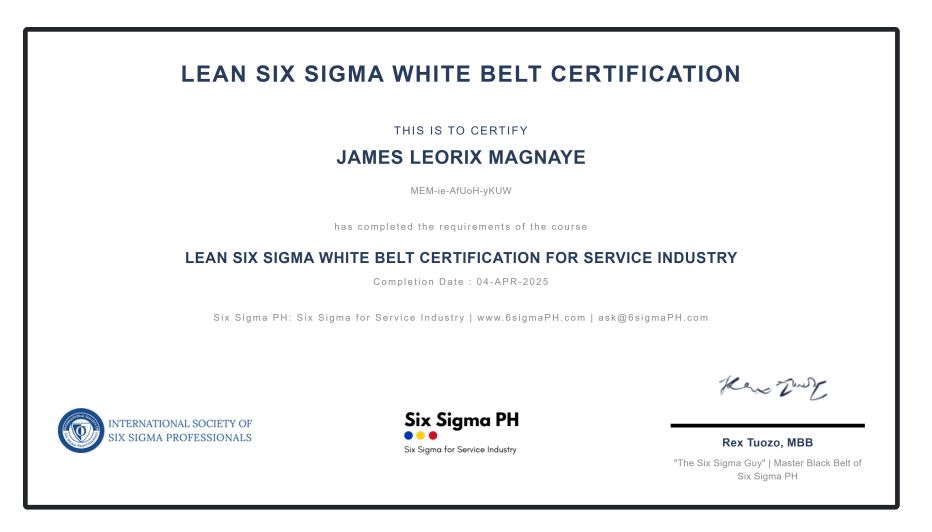 LEAN SIX SIGMA WHITE BELT CERTIFICATION
THIS IS TO CERTIFY
JAMES LEORIX MAGNAYE
MEM-ie-AfUoH-yKUW
has completed the requirements of the course
LEAN SIX SIGMA WHITE BELT CERTIFICATION FOR SERVICE INDUSTRY
Completion Date : 04-APR-2025
Six Sigma PH: Six Sigma for Service Industry | www.6sigmaPH.com | ask@6sigmaPH.com
INTERNATIONAL SOCIETY OF
SIX SIGMA PROFESSIONALS
Six Sigma PH
Six Sigma for Service Industry
Rex Tuozo, MBB
"The Six Sigma Guy" | Master Black Belt of
Six Sigma PH